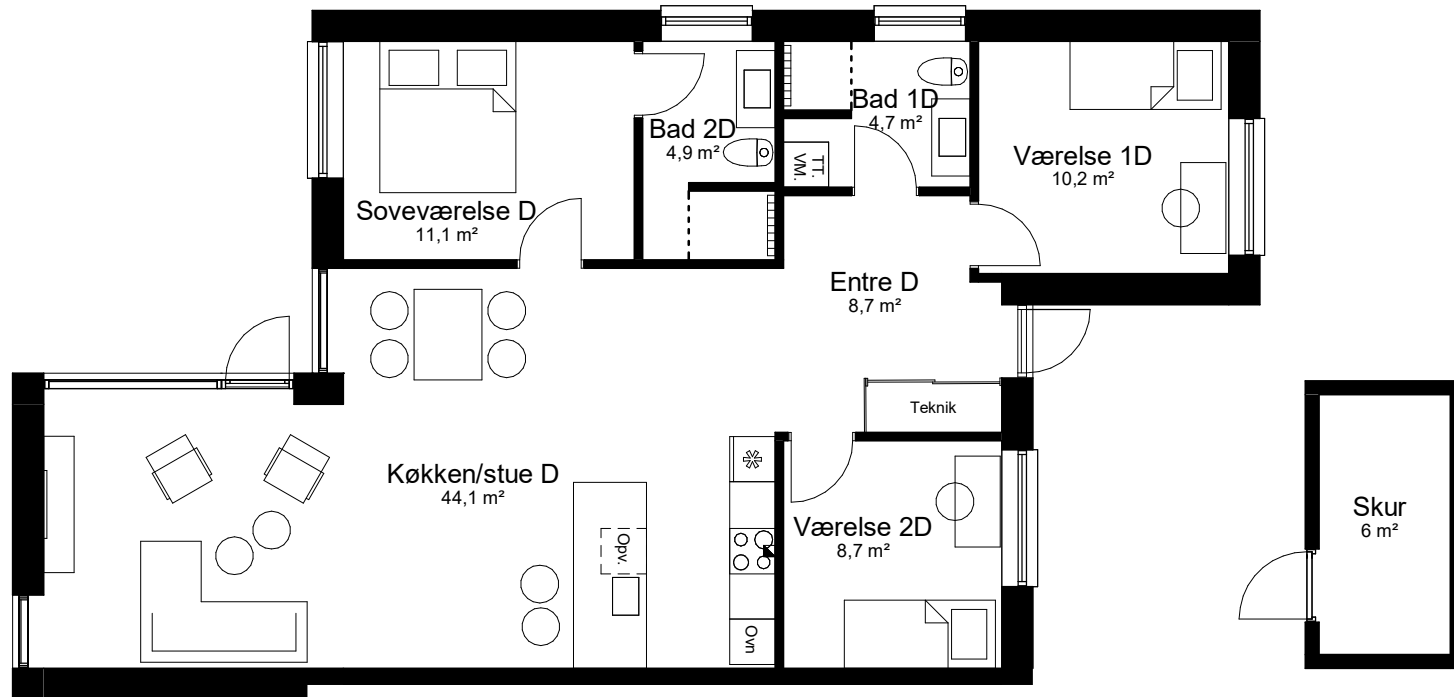 Bad 2D
4,9 m²
Bad 1D
4,7 m²
TT.
VM.
Værelse 1D
10,2 m²
Soveværelse D
11,1 m²
Entre D
8,7 m²
Teknik
Køkken/stue D
44,1 m²
Opv.
Ovn
Værelse 2D
8,7 m²
Skur
6 m²